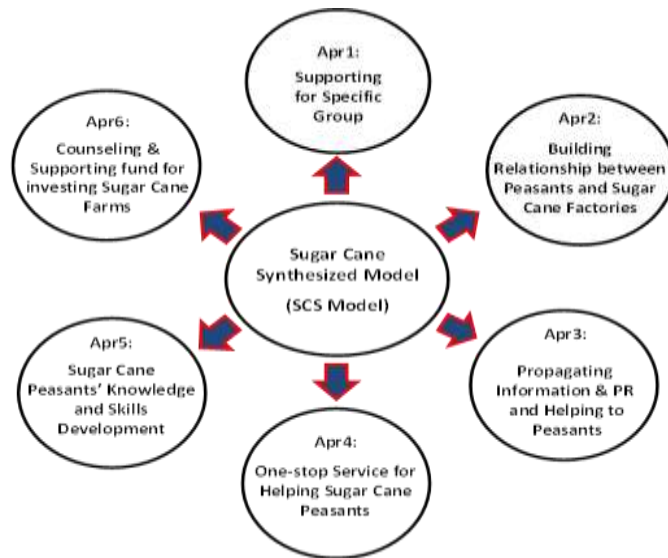 Apr1:
Supporting
for Specific
Group
Apr2:
Building
Relationship between
Peasants and Sugar
Cane Factories
Apr3:
Propagating
Information & PR
and Helping to
Peasants
Apr4:
One-stop Service for
Helping Sugar Cane
Peasants
Apr5:
Sugar Cane
Peasants' Knowledge
and Skills
Development
Apr6:
Counseling &
Supporting fund for
investing Sugar Cane
Farms
Sugar Cane
Synthesized Model
(SCS Model)